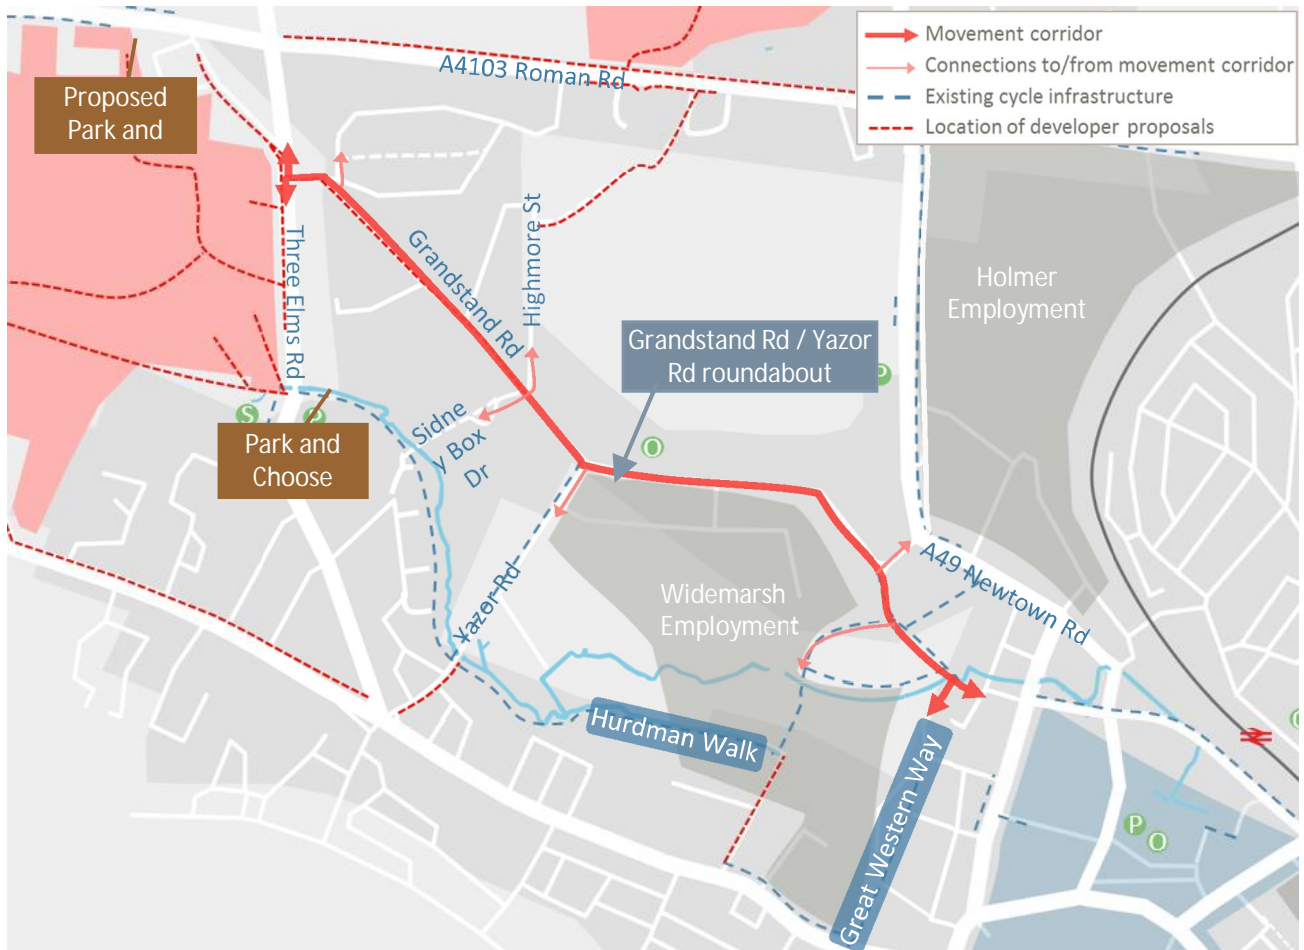 Movement corridor
Connections to/from movement corridor
Existing cycle infrastructure
Location of developer proposals
A4103 Roman Rd
Proposed
Park and
Three Elms Rd
Grandstand Rd
Highmore St
Holmer
Employment
Grandstand Rd / Yazor
Rd roundabout
P
S
P
Park and
Choose
Sidne
y Box
Dr
O
A49 Newtown Rd
Yazor Rd
Widemarsh
Employment
Hurdman Walk
Great Western Way
P
O